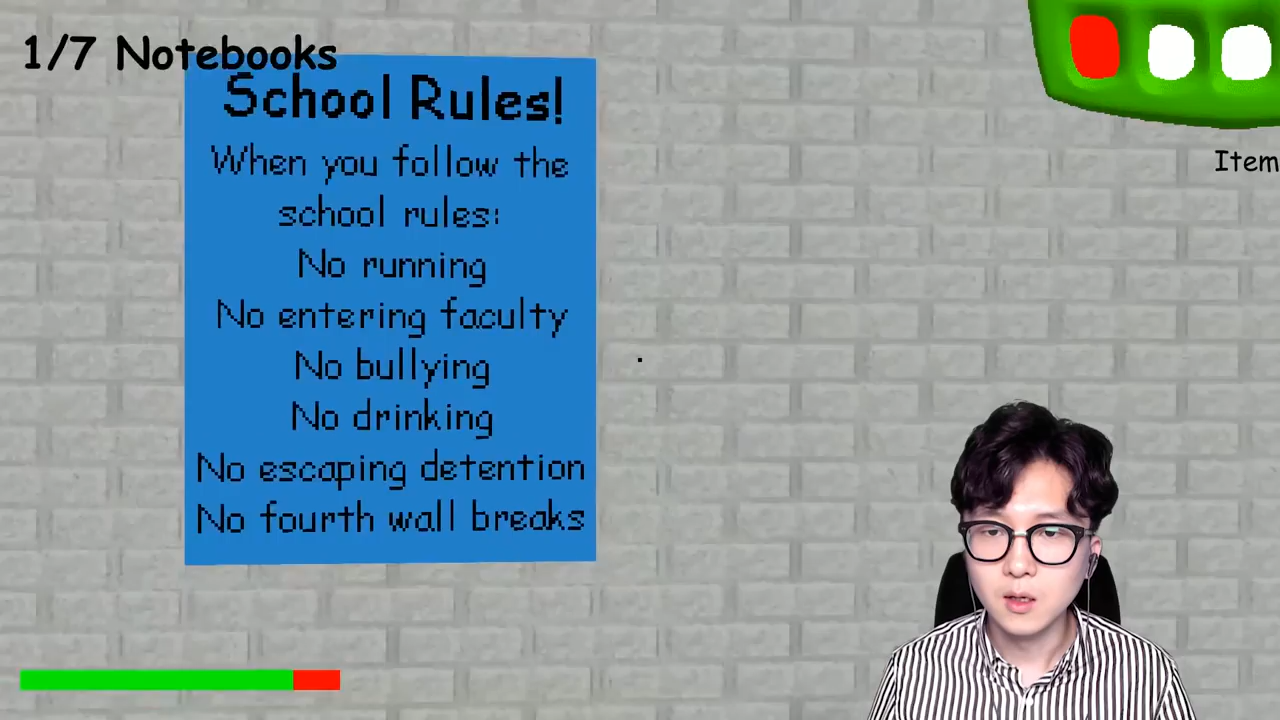 1/7 Notebooks
School Rules!
When you follow the
school rules:
No running
No entering faculty
No bullying
No drinking
No escaping detention
No fourth wall breaks
Item